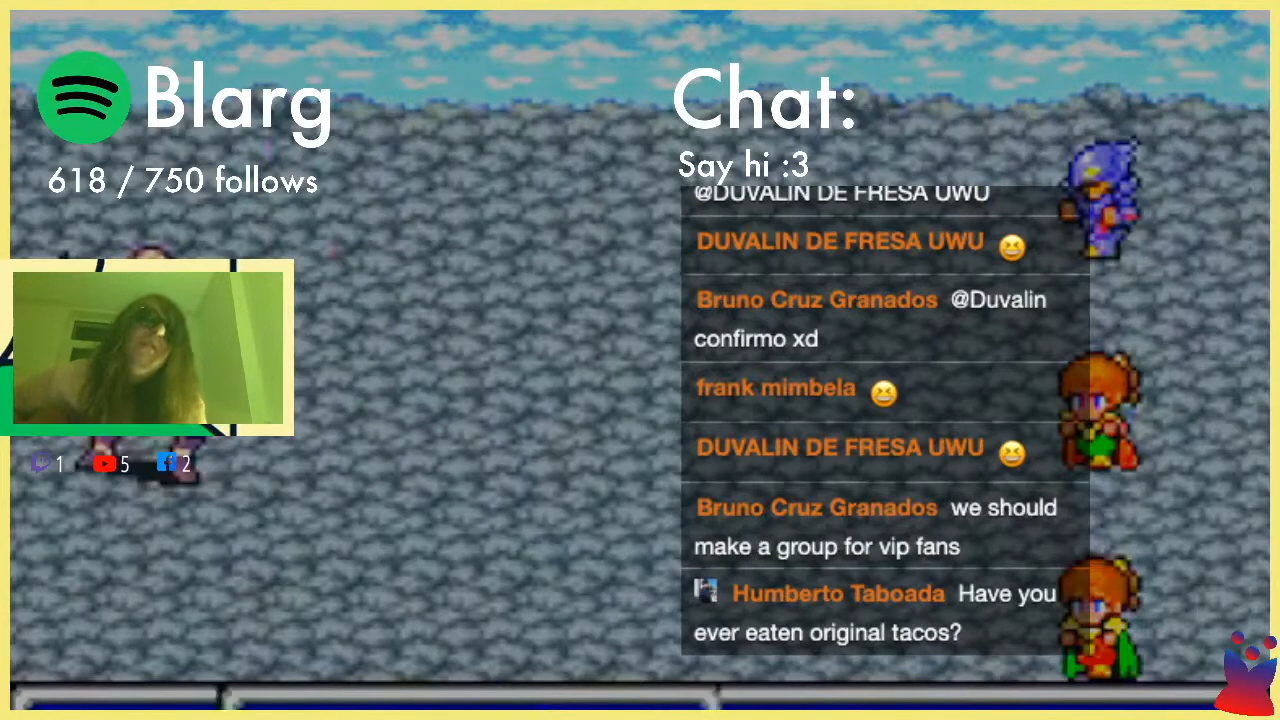 Blarg
618 / 750 follows
1 5 2
Chat:
Say hi :3
@DUVALIN DE FRESA UWU
DUVALIN DE FRESA UWU 😆
Bruno Cruz Granados @Duvalin
confirmo xd
frank mimbela 😆
DUVALIN DE FRESA UWU 😆
Bruno Cruz Granados we should
make a group for vip fans
Humberto Taboada Have you
ever eaten original tacos?